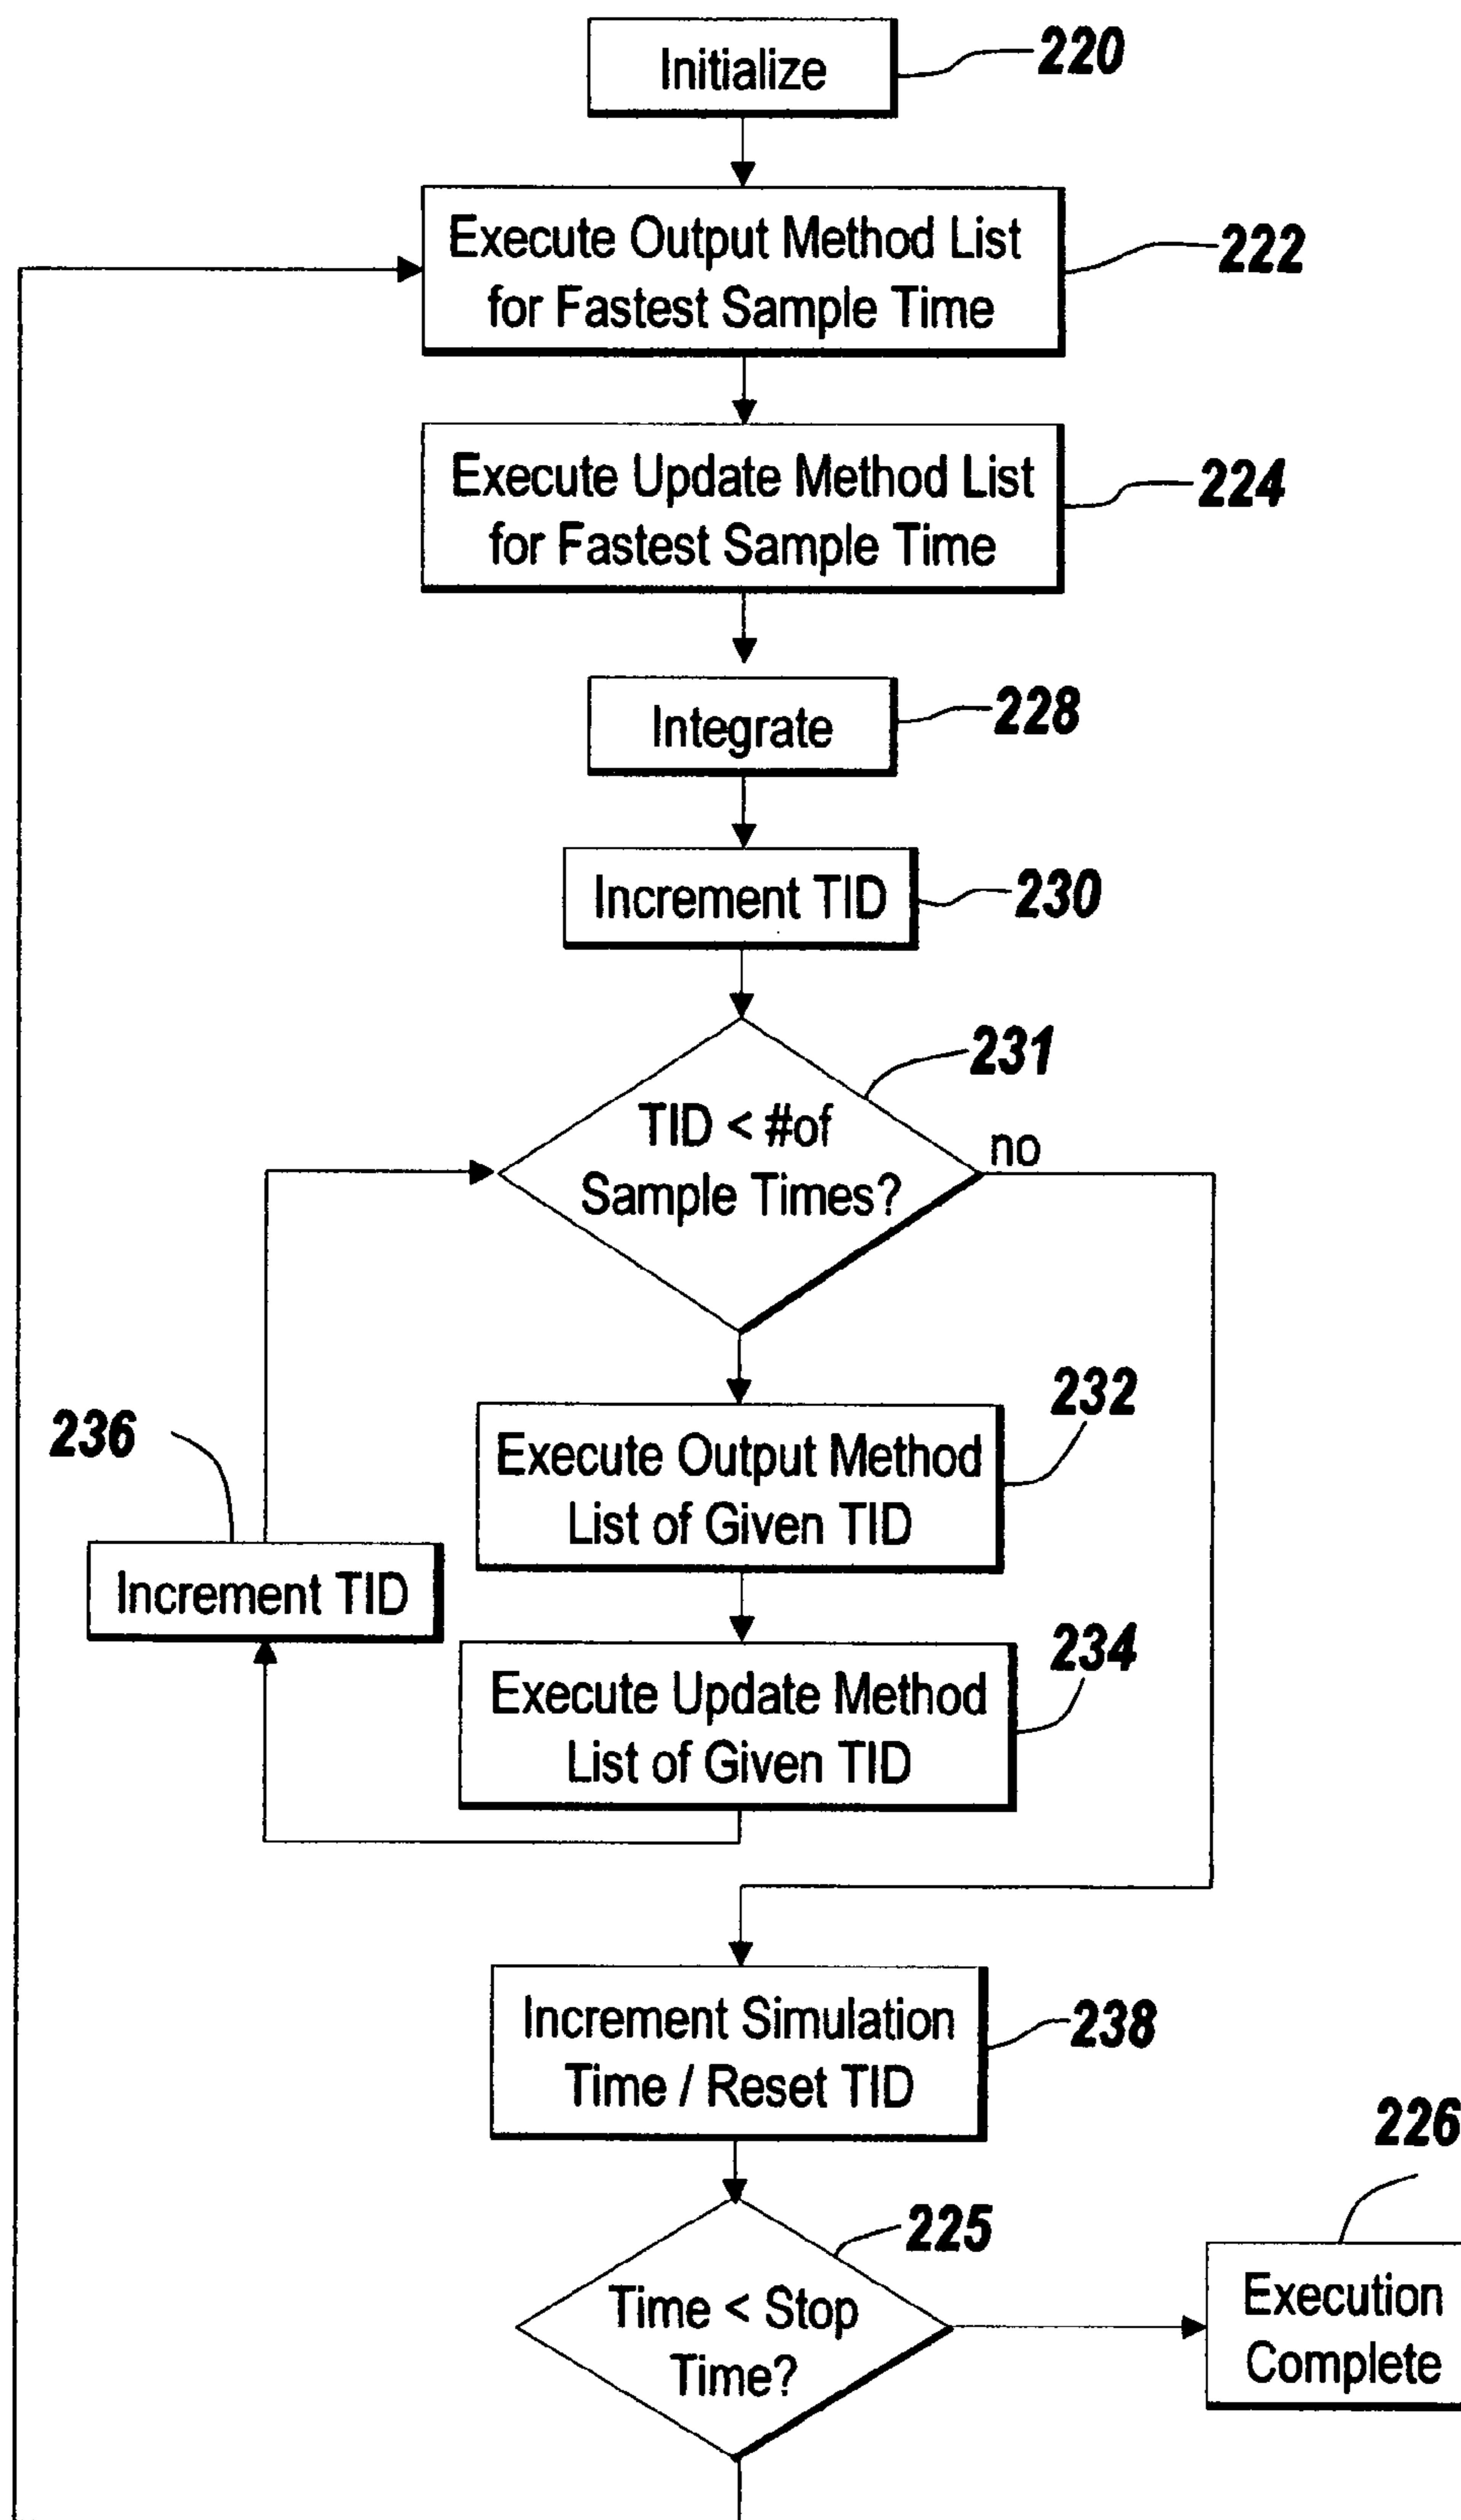 Initialize
220
Execute Output Method List
for Fastest Sample Time
222
Execute Update Method List
for Fastest Sample Time
224
Integrate
228
Increment TID
230
231
TID < #of
Sample Times?
no
232
Execute Output Method
List of Given TID
236
Increment TID
234
Execute Update Method
List of Given TID
Increment Simulation
Time / Reset TID
238
226
225
Time < Stop
Time?
Execution
Complete